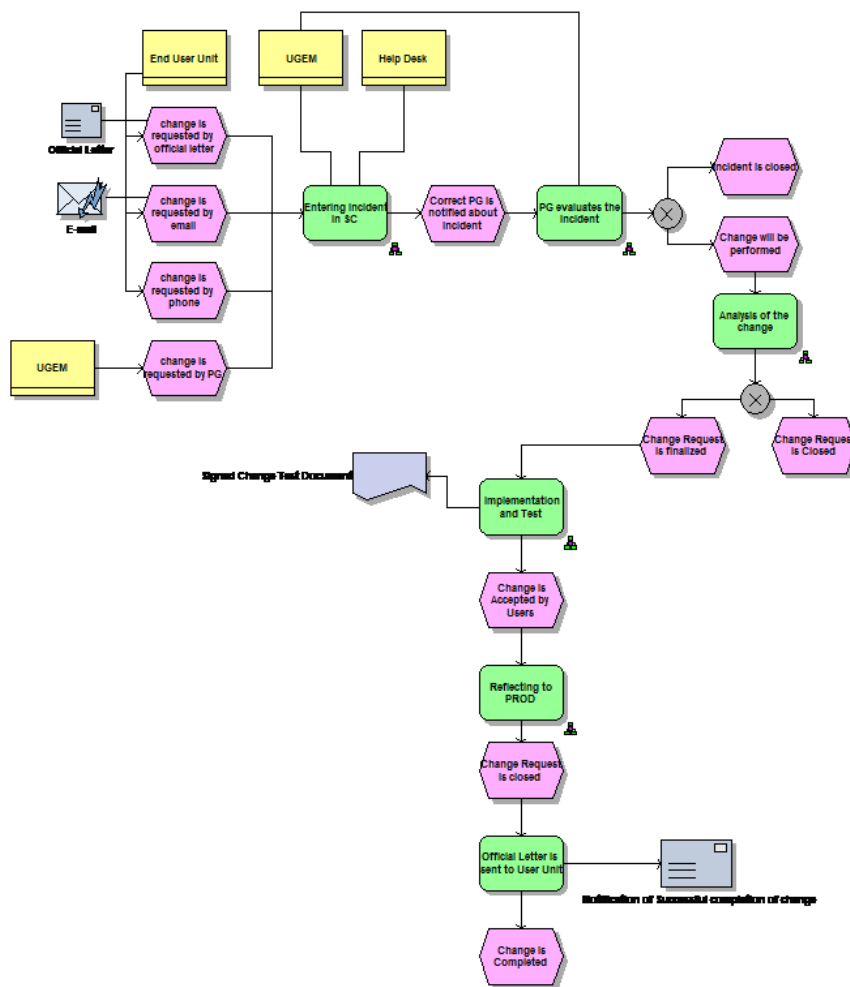 End User Unit
UGEM
Help Desk
change is
requested by
official letter
Official Letter
Incident is closed
change is
requested by
email
Entering Incident
in SC
Correct PG is
notified about
incident
PG evaluates the
incident
E-mail
Change will be
performed
change is
requested by
phone
Analysis of the
change
UGEM
change is
requested by PG
Change Request
is finalized
Change Request
is Closed
Signed Change Test Document
Implementation
and Test
Change is
Accepted by
Users
Reflecting to
PROD
Change Request
is closed
Official Letter is
sent to User Unit
Notification of Successful completion of change
Change is
Completed